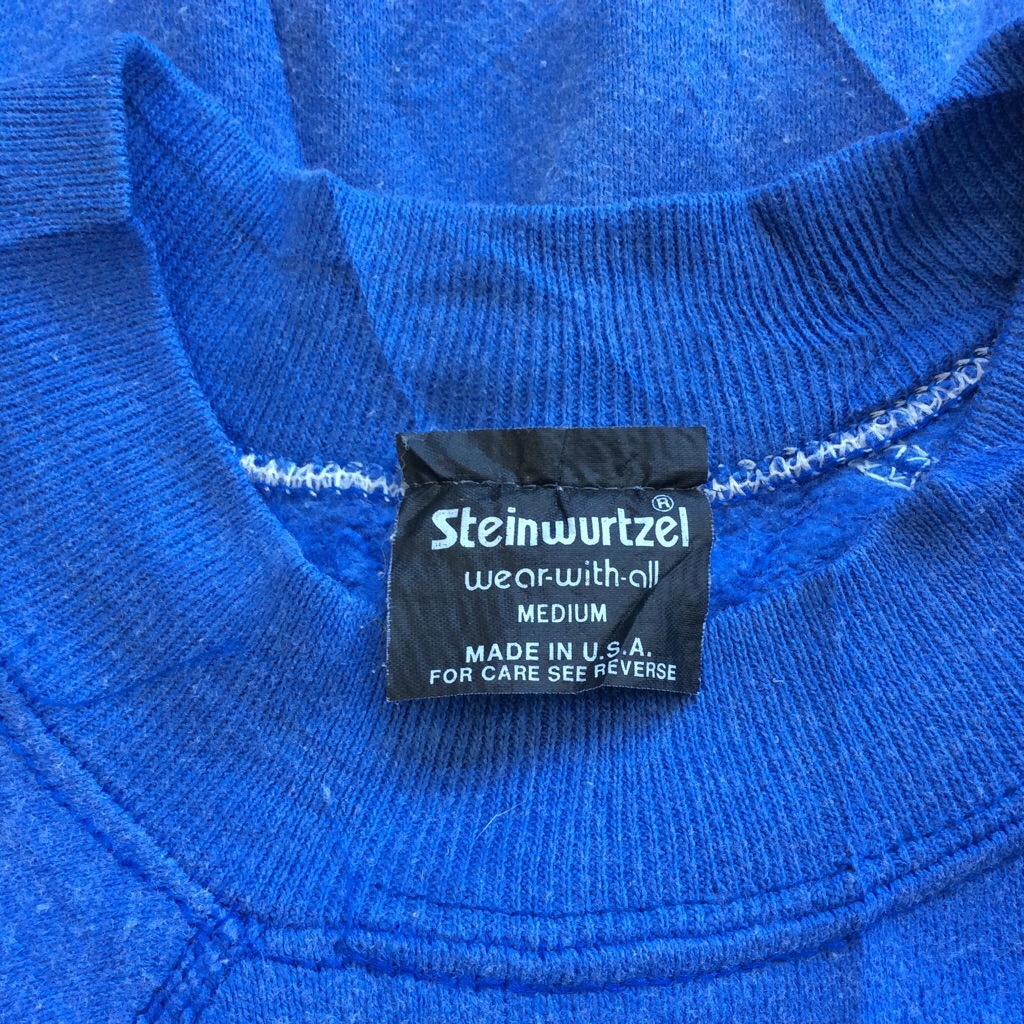 Steinwurtzel®
wear-with-all
MEDIUM
MADE IN U.S.A.
FOR CARE SEE REVERSE